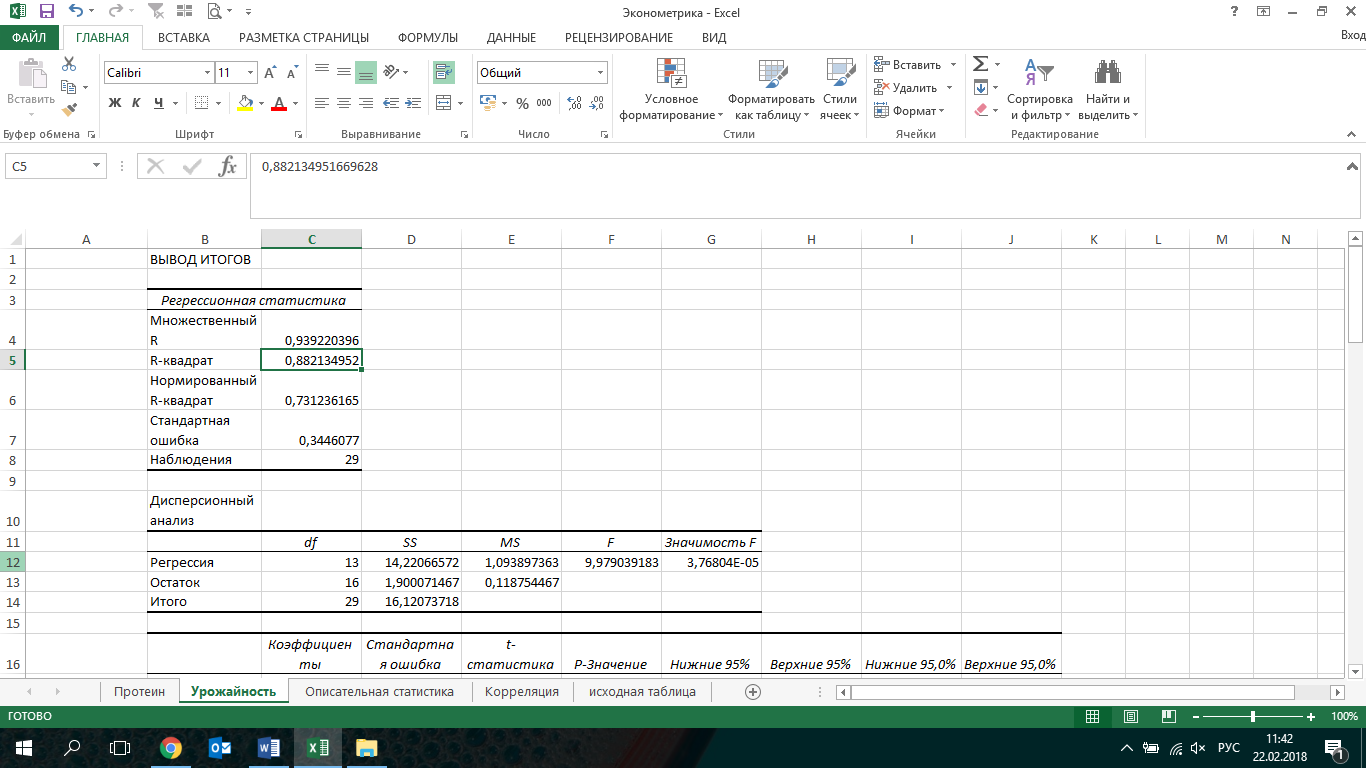 Эконометрика - Excel
?
Вход
ФАЙЛ ГЛАВНАЯ ВСТАВКА РАЗМЕТКА СТРАНИЦЫ ФОРМУЛЫ ДАННЫЕ РЕЦЕНЗИРОВАНИЕ ВИД
Вставить
Calibri 11 A A
Ж К Ч А
Общий
% 000
Условное
форматирование
Форматировать
как таблицу
Стили
ячеек
Вставить
Удалить
Формат
Сортировка
и фильтр
Найти и
выделить
Буфер обмена Шрифт Выравнивание Число Стили Ячейки Редактирование
C5 fx 0,882134951669628
A B C D E F G H I J K L M N
1 ВЫВОД ИТОГОВ
2
3 Регрессионная статистика
Множественный
4 R 0,939220396
5 R-квадрат 0,882134952
Нормированный
6 R-квадрат 0,731236165
Стандартная
7 ошибка 0,3446077
8 Наблюдения 29
9
Дисперсионный
10 анализ
11 df SS MS F Значимость F
12 Регрессия 13 14,22066572 1,093897363 9,979039183 3,76804E-05
13 Остаток 16 1,900071467 0,118754467
14 Итого 29 16,12073718
15
Коэффициен Стандартна t-
16 ты я ошибка статистика P-Значение Нижние 95% Верхние 95% Нижние 95,0% Верхние 95,0%
Протеин Урожайность Описательная статистика Корреляция исходная таблица
ГОТОВО 100%
РУС
11:42
22.02.2018
1